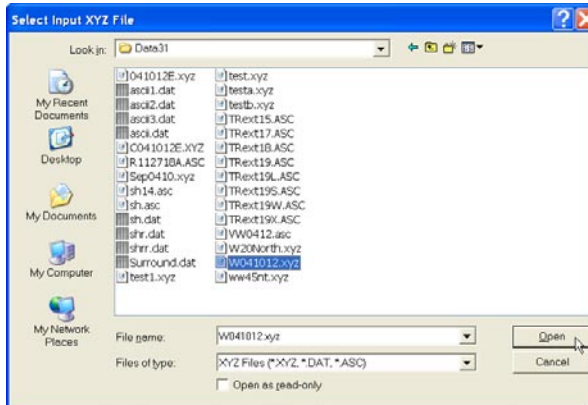 Select Input XYZ File
Look in:
Data31
My Recent
Documents
Desktop
My Documents
My Computer
My Network
Places
041012E.xyz
ascii1.dat
ascii2.dat
ascii3.dat
ascii.dat
C041012E.XYZ
R112718A.ASC
Sep0410.xyz
sh14.asc
sh.asc
sh.dat
shr.dat
shrr.dat
Surround.dat
test1.xyz
test.xyz
testa.xyz
testb.xyz
TRext15.ASC
TRext17.ASC
TRext18.ASC
TRext19.ASC
TRext19L.ASC
TRext19S.ASC
TRext19W.ASC
TRext19X.ASC
VW0412.asc
W20North.xyz
W041012.xyz
ww45nt.xyz
File name:
W041012.xyz
Open
Files of type:
XYZ Files (*.XYZ, *.DAT, *.ASC)
Cancel
Open as read-only